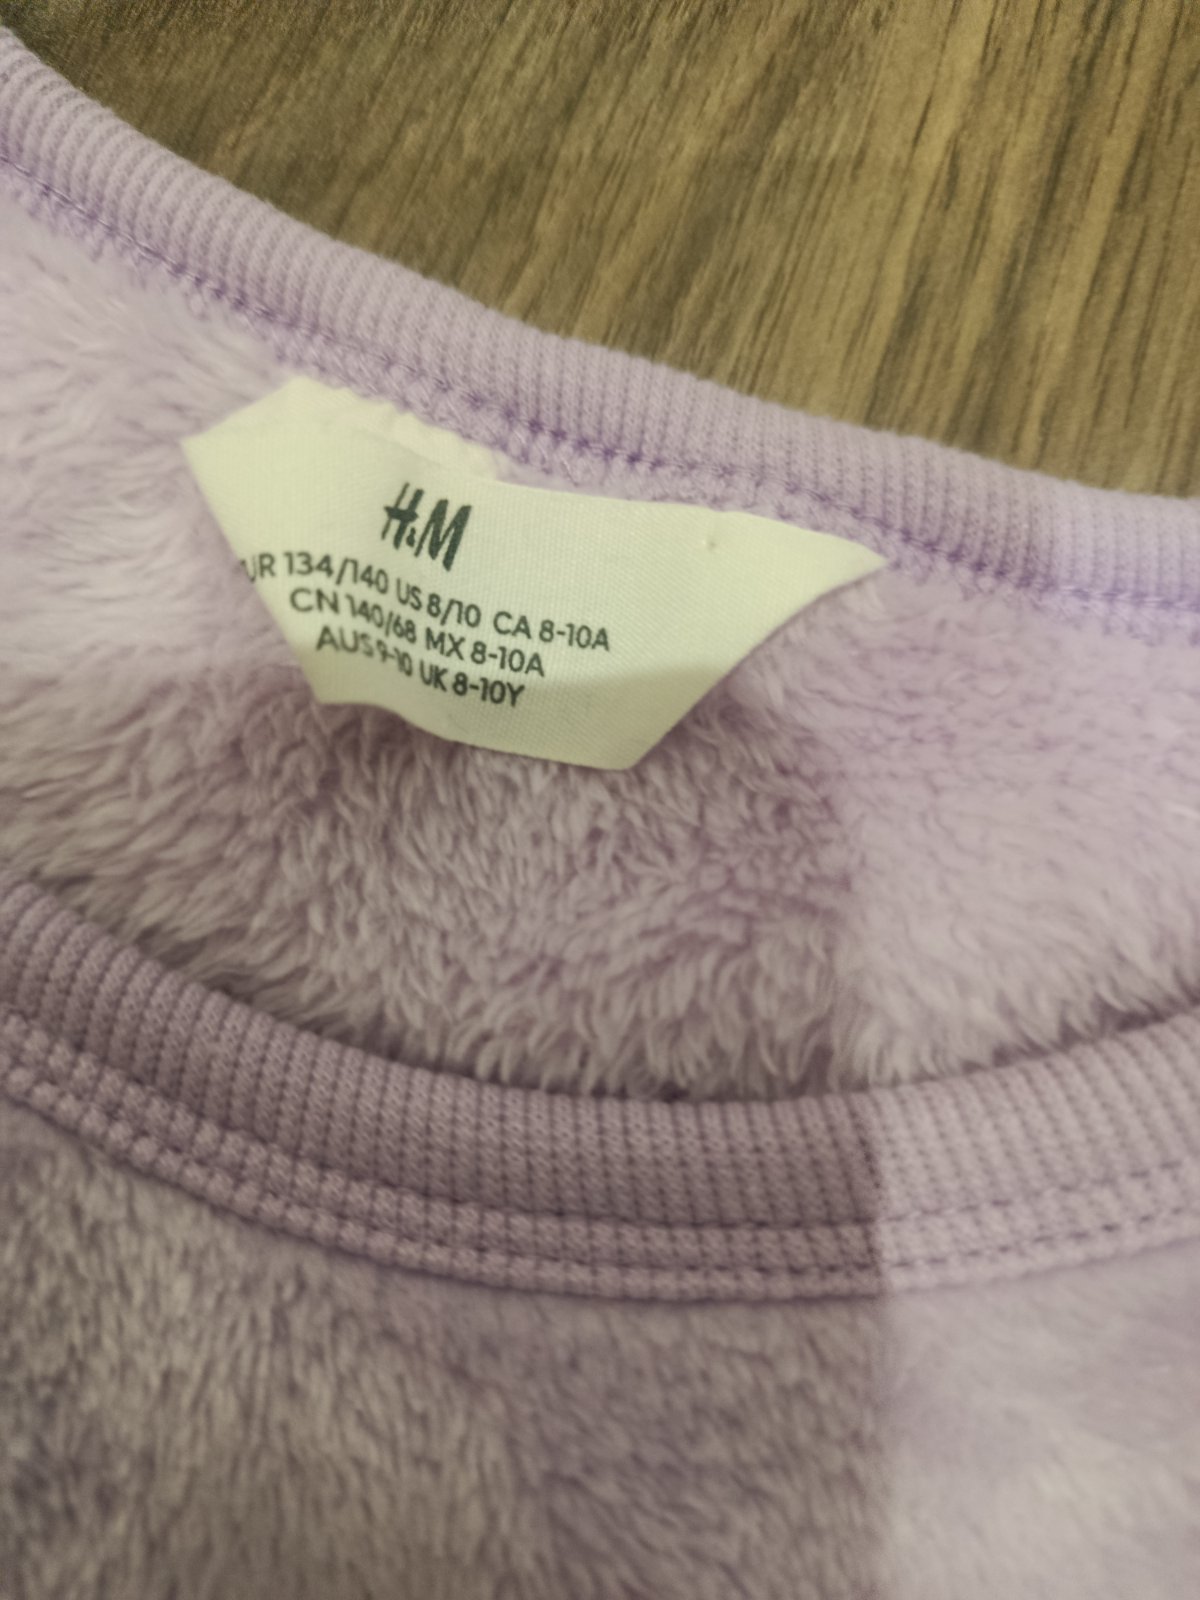 H&M
UR 134/140 US 8/10 CA 8-10A
CN 140/68 MX 8-10A
AUS 9-10 UK 8-10Y